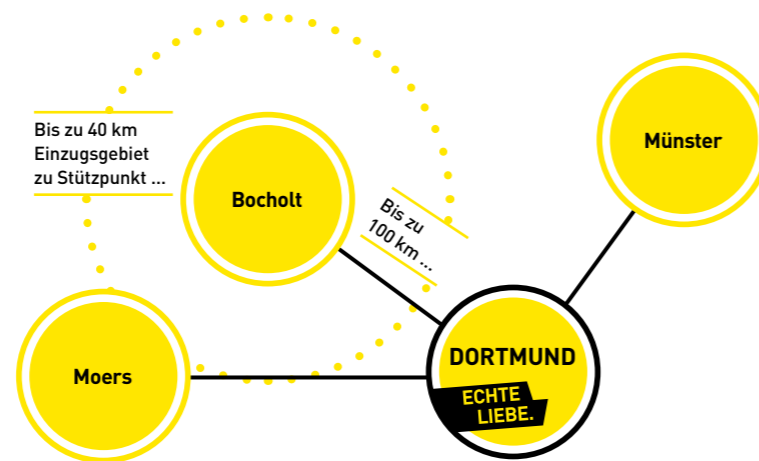 Bis zu 40 km
Einzugsgebiet
zu Stützpunkt ...
Bocholt
Münster
Bis zu
100 km ...
Moers
DORTMUND
ECHTE
LIEBE.